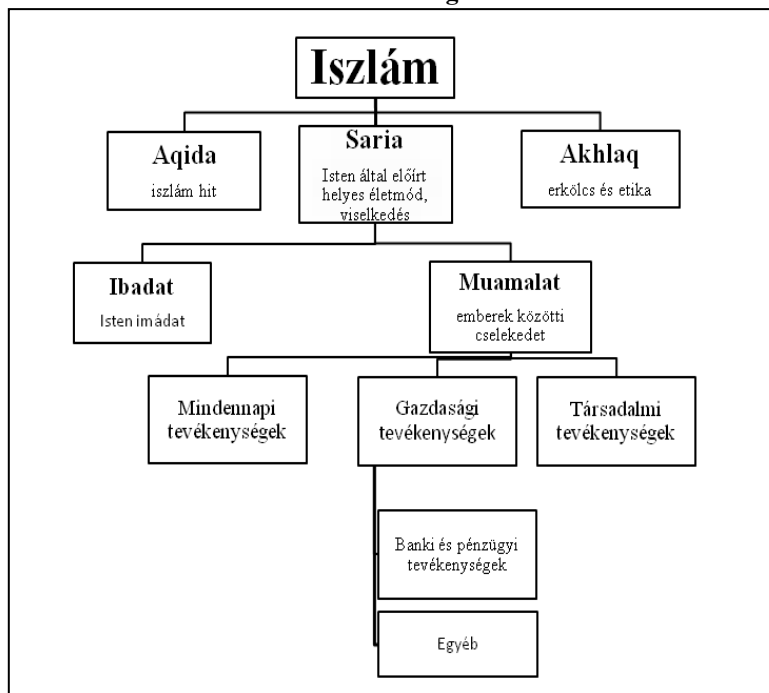 Iszlám
Aqida
iszlám hit
Saria
Isten által előírt
helyes életmód,
viselkedés
Akhlaq
erkölcs és etika
Ibadat
Isten imádat
Muamalat
emberek közötti
cselekedet
Mindennapi
tevékenységek
Gazdasági
tevékenységek
Társadalmi
tevékenységek
Banki és pénzügyi
tevékenységek
Egyéb